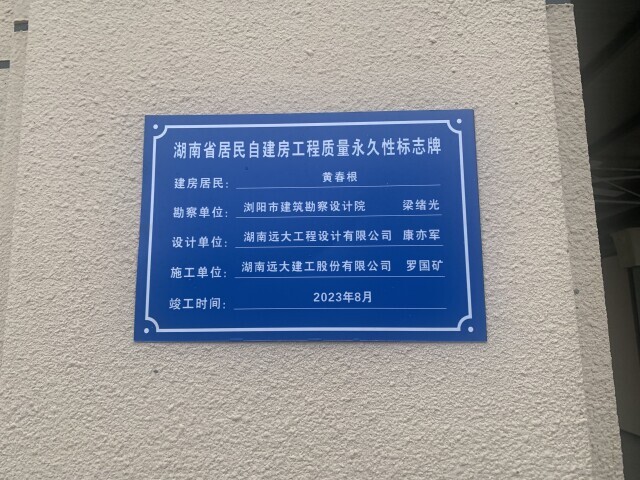 湖南省居民自建房工程质量永久性标志牌
建房居民： 黄春根
勘察单位： 浏阳市建筑勘察设计院 梁绪光
设计单位： 湖南远大工程设计有限公司 康亦军
施工单位： 湖南远大建工股份有限公司 罗国矿
竣工时间： 2023年8月